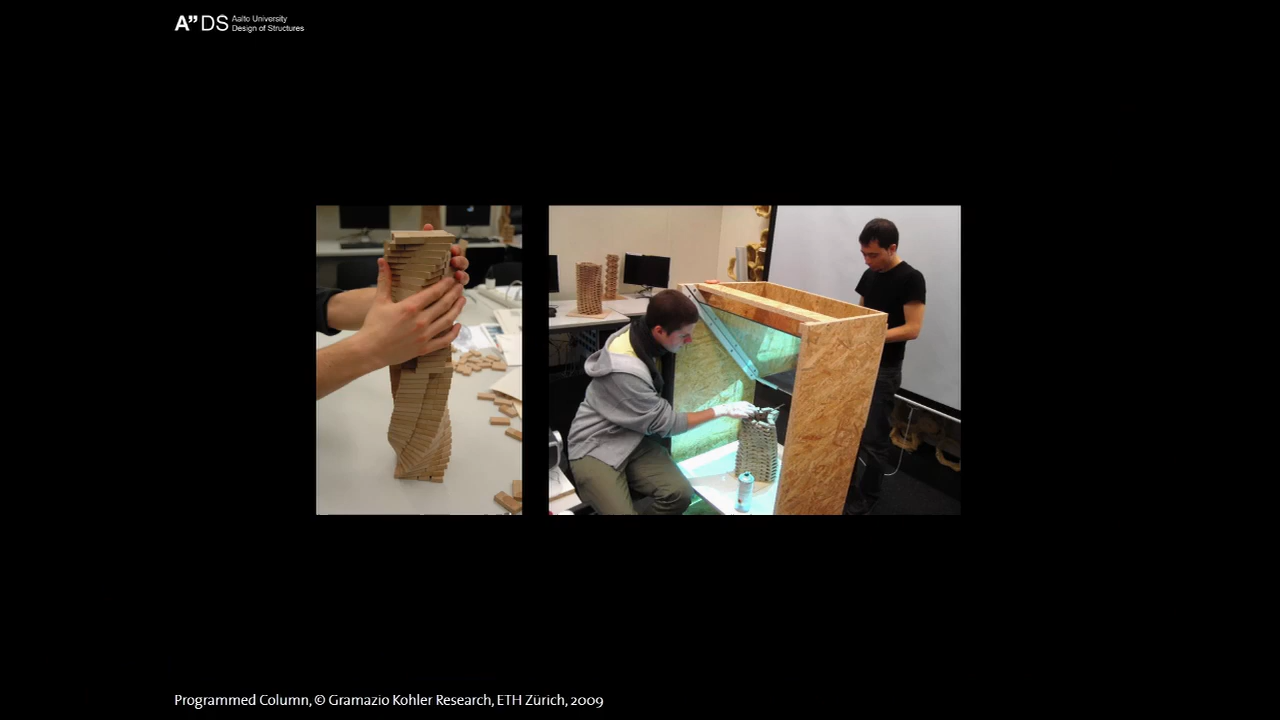 A” DS Aalto University
Design of Structures
Programmed Column, © Gramazio Kohler Research, ETH Zürich, 2009